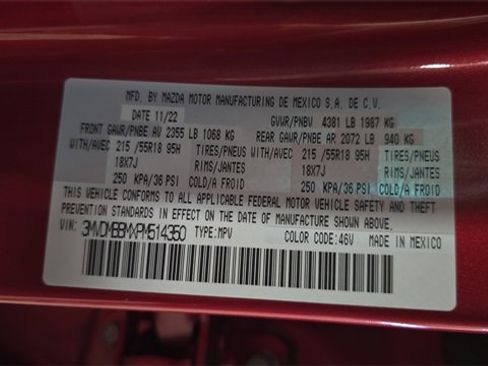 MFD. BY MAZDA MOTOR MANUFACTURING DE MEXICO S.A. DE C.V.
DATE 11/22 GVWR/PNBV 4381 LB 1987 KG
FRONT GAWR/PNBE AV 2355 LB 1068 KG REAR GAWR/PNBE AR 2072 LB 940 KG
WITH/AVEC 215 /55R18 95H TIRES/PNEUS WITH/AVEC 215 /55R18 95H TIRES/PNEUS
18X7J RIMS/JANTES 18X7J RIMS/JANTES
250 KPA/36 PSI COLD/A FROID 250 KPA/36 PSI COLD/A FROID
THIS VEHICLE CONFORMS TO ALL APPLICABLE FEDERAL MOTOR VEHICLE SAFETY AND THEFT
PREVENTION STANDARDS IN EFFECT ON THE DATE OF MANUFACTURE SHOWN ABOVE.
VIN: 3MVDMBBMXPM514350 TYPE: MPV COLOR CODE: 46V MADE IN MEXICO